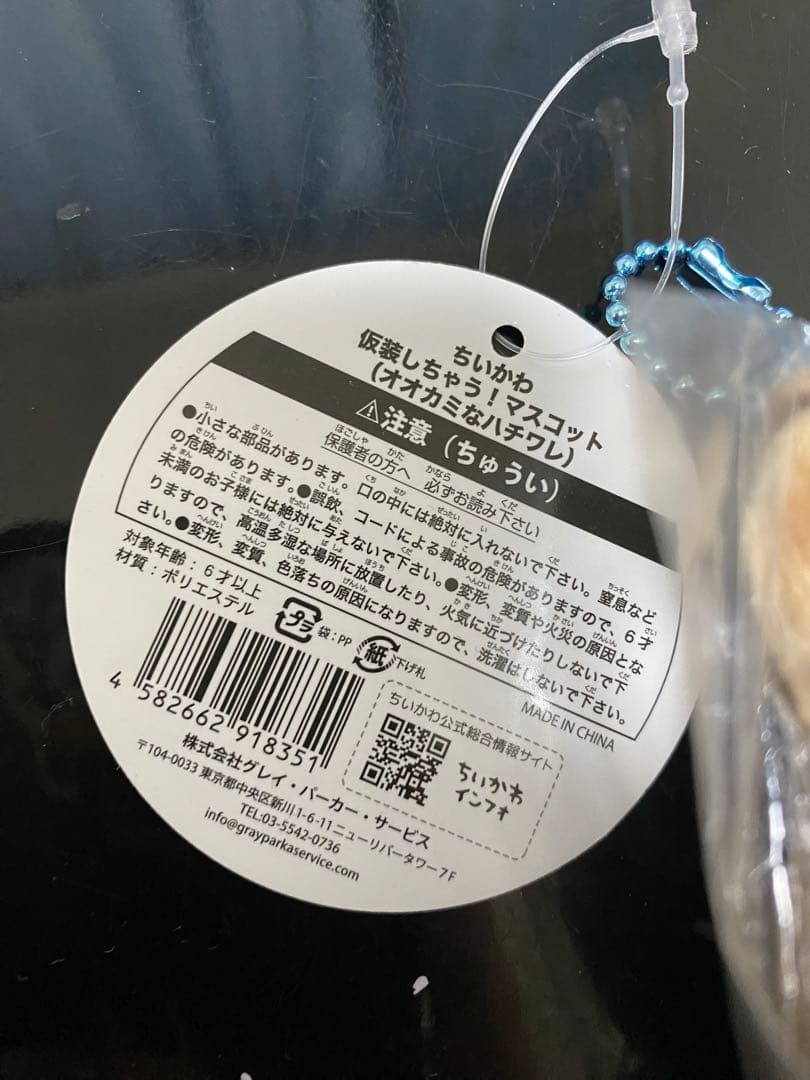 ちいかわ
仮装しちゃう！マスコット
(オオカミなハチワレ)
⚠注意（ちゅうい）
保護者の方へ 必ずお読み下さい
●小さな部品があります。口の中には絶対に入れないで下さい。窒息など
の危険があります。●誤飲、コードによる事故の危険がありますので、6才
未満のお子様には絶対に与えないで下さい。●変形、変質や火災の原因とな
りますので、高温多湿な場所に放置したり、火気に近づけたりしないで下
さい。●変形、変質、色落ちの原因になりますので、洗濯はしないで下さい。
対象年齢：6才以上
材質：ポリエステル
MADE IN CHINA
プラ 袋：PP 紙 下げ札
4 582662 918351
ちいかわ公式総合情報サイト
ちいかわ
インフォ
株式会社グレイ・パーカー・サービス
〒104-0033 東京都中央区新川1-6-11ニューリバータワー7F
TEL:03-5542-0736
info@grayparkaservice.com